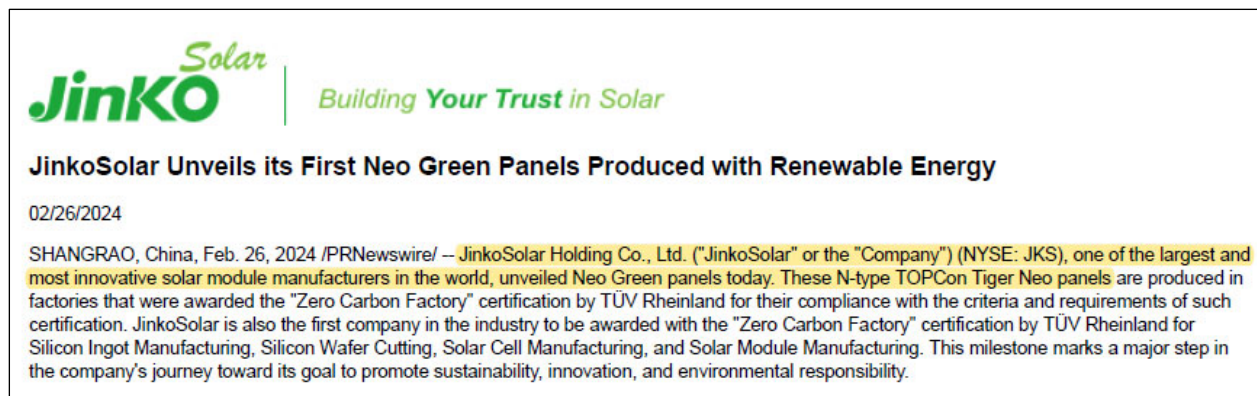 Solar
JinKO
Building Your Trust in Solar
JinkoSolar Unveils its First Neo Green Panels Produced with Renewable Energy
02/26/2024
SHANGRAO, China, Feb. 26, 2024 /PRNewswire/ -- JinkoSolar Holding Co., Ltd. ("JinkoSolar" or the "Company") (NYSE: JKS), one of the largest and
most innovative solar module manufacturers in the world, unveiled Neo Green panels today. These N-type TOPCon Tiger Neo panels are produced in
factories that were awarded the "Zero Carbon Factory" certification by TÜV Rheinland for their compliance with the criteria and requirements of such
certification. JinkoSolar is also the first company in the industry to be awarded with the "Zero Carbon Factory" certification by TÜV Rheinland for
Silicon Ingot Manufacturing, Silicon Wafer Cutting, Solar Cell Manufacturing, and Solar Module Manufacturing. This milestone marks a major step in
the company's journey toward its goal to promote sustainability, innovation, and environmental responsibility.